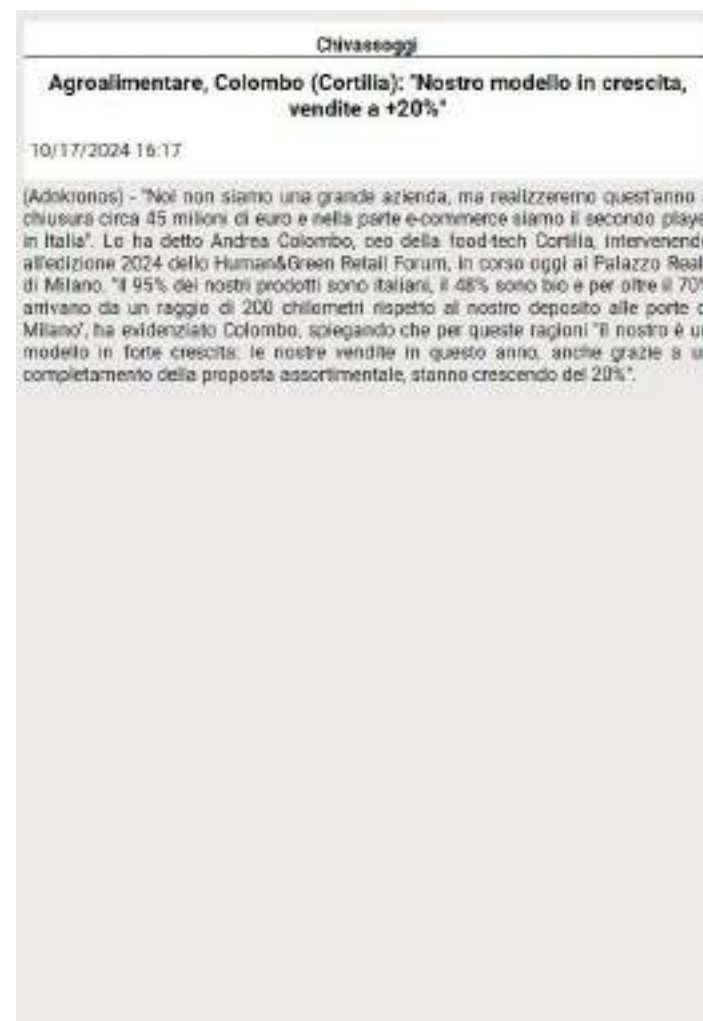 Chivassoggi
Agroalimentare, Colombo (Cortilia): "Nostro modello in crescita,
vendite a +20%"
10/17/2024 16:17
(Adnkronos) - "Noi non siamo una grande azienda, ma realizzeremo quest'anno a
chiusura circa 45 milioni di euro e nella parte e-commerce siamo il secondo playe
in Italia". Lo ha detto Andrea Colombo, ceo della food-tech Cortilia, intervenendo
all'edizione 2024 dello Human&Green Retail Forum, in corso oggi al Palazzo Real
di Milano. "Il 95% dei nostri prodotti sono italiani, il 48% sono bio e per oltre il 70%
arrivano da un raggio di 200 chilometri rispetto al nostro deposito alle porte d
Milano", ha evidenziato Colombo, spiegando che per queste ragioni "il nostro è un
modello in forte crescita: le nostre vendite in questo anno, anche grazie a un
completamento della proposta assortimentale, stanno crescendo del 20%".